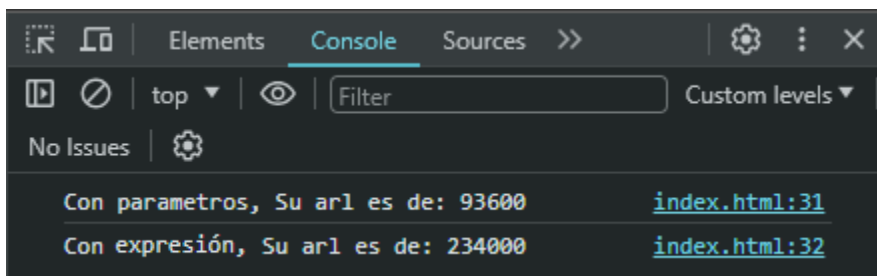 Elements Console Sources >>
top ▼ Filter Custom levels ▼
No Issues
Con parametros, Su arl es de: 93600 index.html:31
Con expresión, Su arl es de: 234000 index.html:32